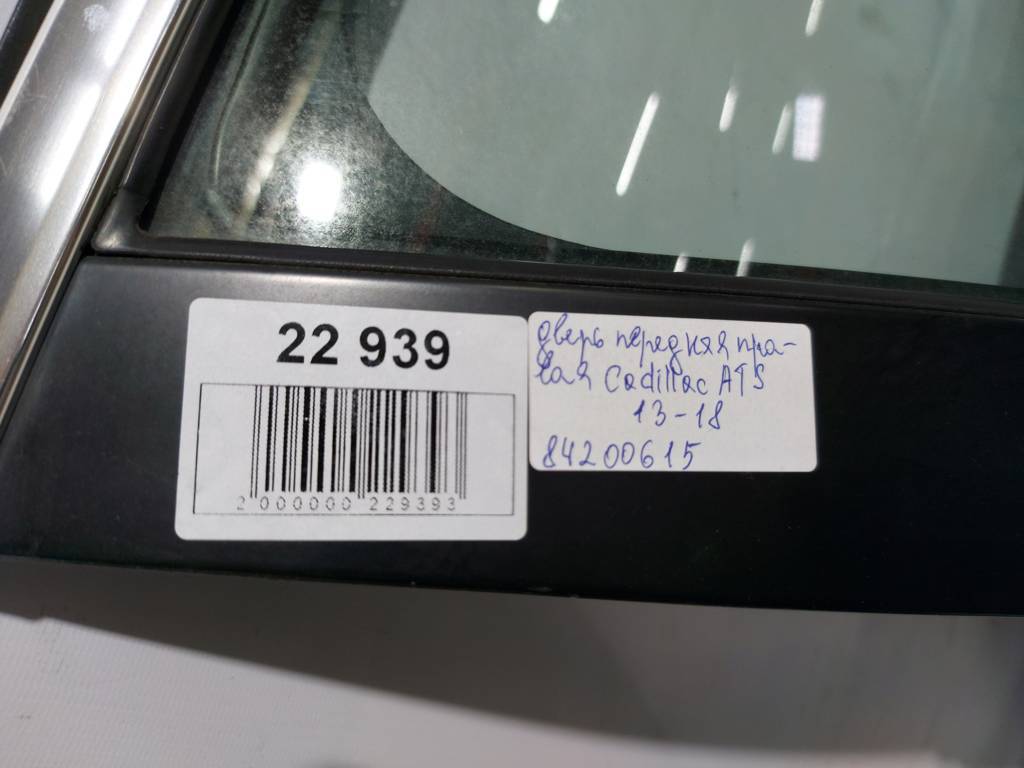 22 939
2 000000 229393
дверь передняя пра-
вая Cadillac ATS
13-18
84200615